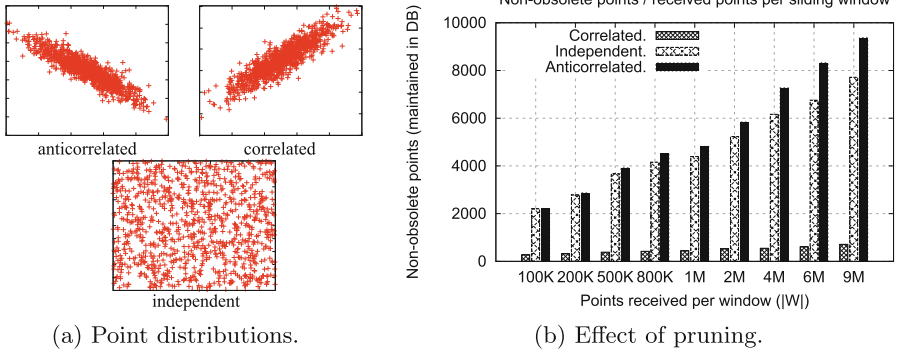 anticorrelated
correlated
independent
(a) Point distributions.
Non-obsolete points / received points per sliding window
Non-obsolete points (maintained in DB)
10000
8000
6000
4000
2000
0
Correlated.
Independent.
Anticorrelated.
100K 200K 500K 800K 1M 2M 4M 6M 9M
Points received per window (|W|)
(b) Effect of pruning.